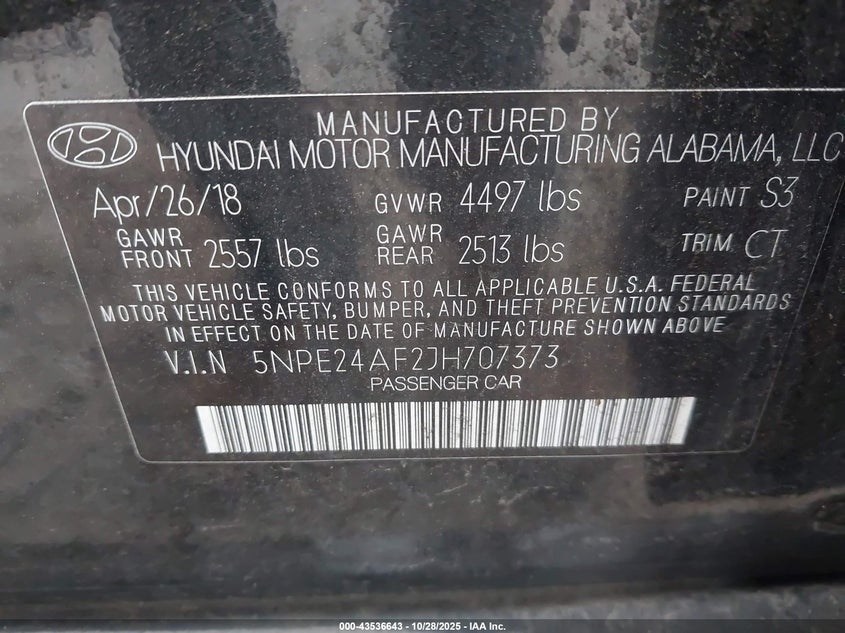 MANUFACTURED BY
HYUNDAI MOTOR MANUFACTURING ALABAMA, LLC
Apr/26/18 GVWR 4497 lbs PAINT S3
GAWR FRONT 2557 lbs GAWR REAR 2513 lbs TRIM CT
THIS VEHICLE CONFORMS TO ALL APPLICABLE U.S.A. FEDERAL
MOTOR VEHICLE SAFETY, BUMPER, AND THEFT PREVENTION STANDARDS
IN EFFECT ON THE DATE OF MANUFACTURE SHOWN ABOVE
V.I.N 5NPE24AF2JH707373
PASSENGER CAR
000-43536643 | 10/28/2025 - IAA Inc.